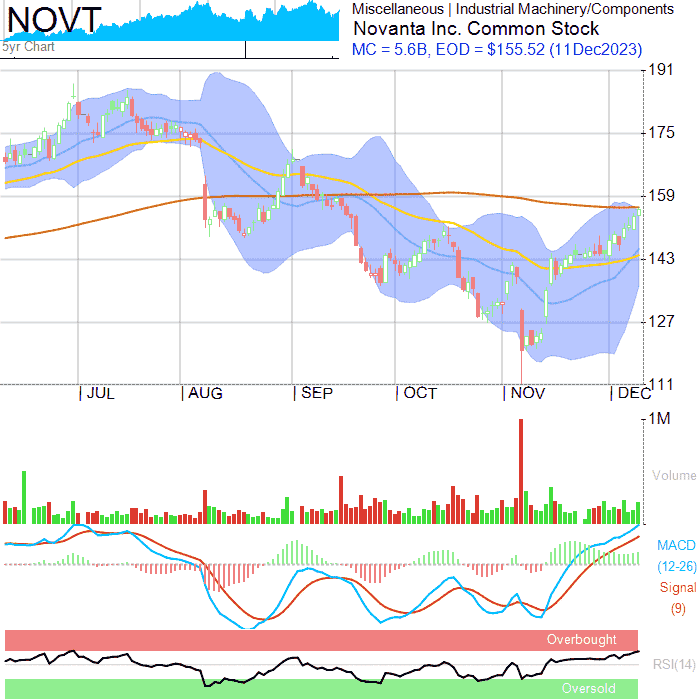 NOVT
5yr Chart
Miscellaneous | Industrial Machinery/Components
Novanta Inc. Common Stock
MC = 5.6B, EOD = $155.52 (11Dec2023)
191
175
159
143
127
111
JUL
AUG
SEP
OCT
NOV
DEC
1M
Volume
MACD
(12-26)
Signal
(9)
Overbought
RSI(14)
Oversold